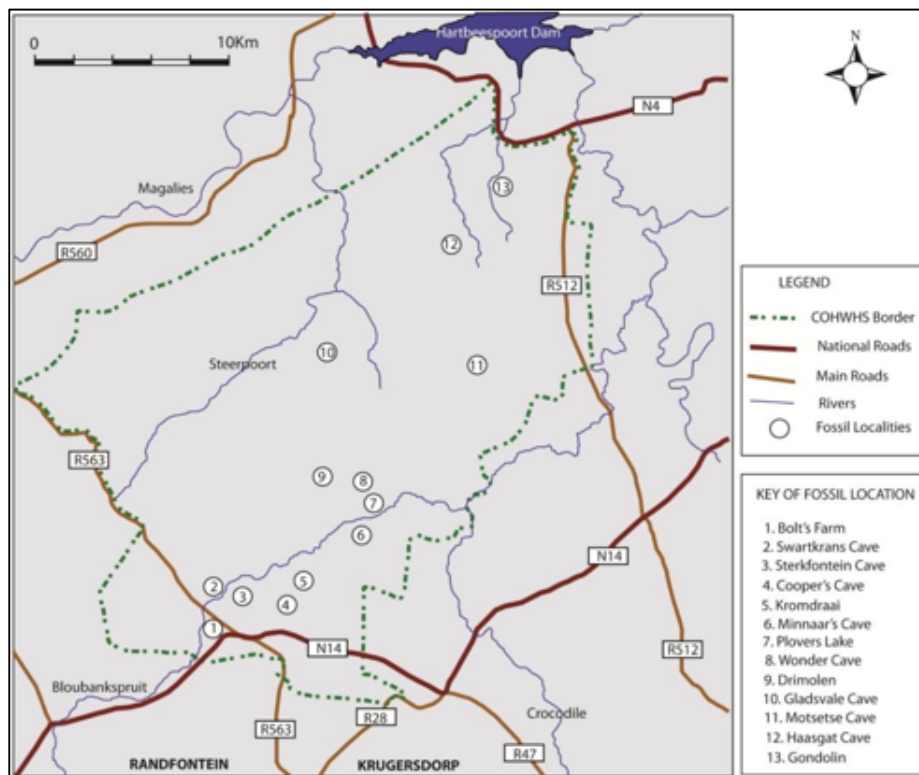 Hartbeespoort Dam
0 10Km
N
N4
13
Magalies
12
R560
R512
Steerpoort
10
11
R563
9
8
7
6
2
5
3
4
1
N14
N14
R512
Bloubankspruit
R28
Crocodile
R563
R47
RANDFONTEIN KRUGERSDORP
LEGEND
COHWHS Border
National Roads
Main Roads
Rivers
Fossil Localities
KEY OF FOSSIL LOCATION
1. Bolt's Farm
2. Swartkrans Cave
3. Sterkfontein Cave
4. Cooper's Cave
5. Kromdraai
6. Minnaar's Cave
7. Plovers Lake
8. Wonder Cave
9. Drimolen
10. Gladsvale Cave
11. Motsetse Cave
12. Haasgat Cave
13. Gondolin